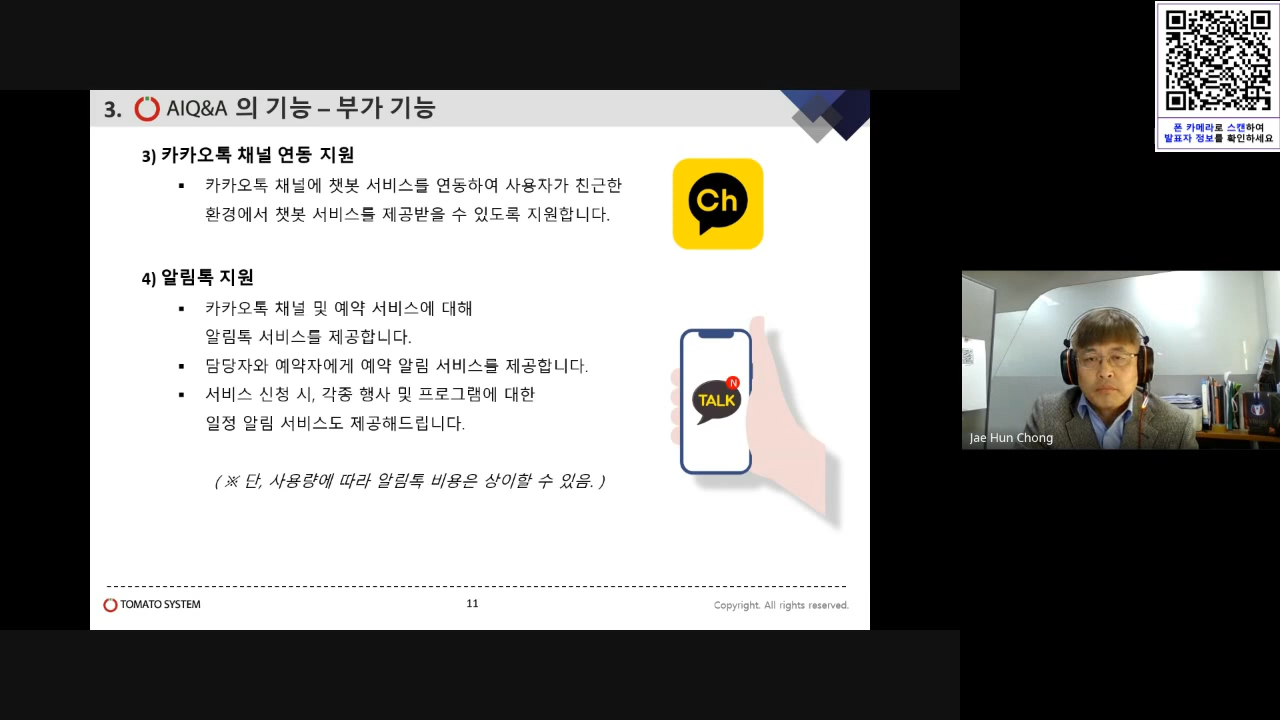 3. AIQ&A 의 기능 – 부가 기능
3) 카카오톡 채널 연동 지원
▪ 카카오톡 채널에 챗봇 서비스를 연동하여 사용자가 친근한
환경에서 챗봇 서비스를 제공받을 수 있도록 지원합니다.
Ch
4) 알림톡 지원
▪ 카카오톡 채널 및 예약 서비스에 대해
알림톡 서비스를 제공합니다.
▪ 담당자와 예약자에게 예약 알림 서비스를 제공합니다.
▪ 서비스 신청 시, 각종 행사 및 프로그램에 대한
일정 알림 서비스도 제공해드립니다.
N
TALK
( ※ 단, 사용량에 따라 알림톡 비용은 상이할 수 있음. )
TOMATO SYSTEM
11
Copyright. All rights reserved.
폰 카메라로 스캔하여
발표자 정보를 확인하세요
Jae Hun Chong